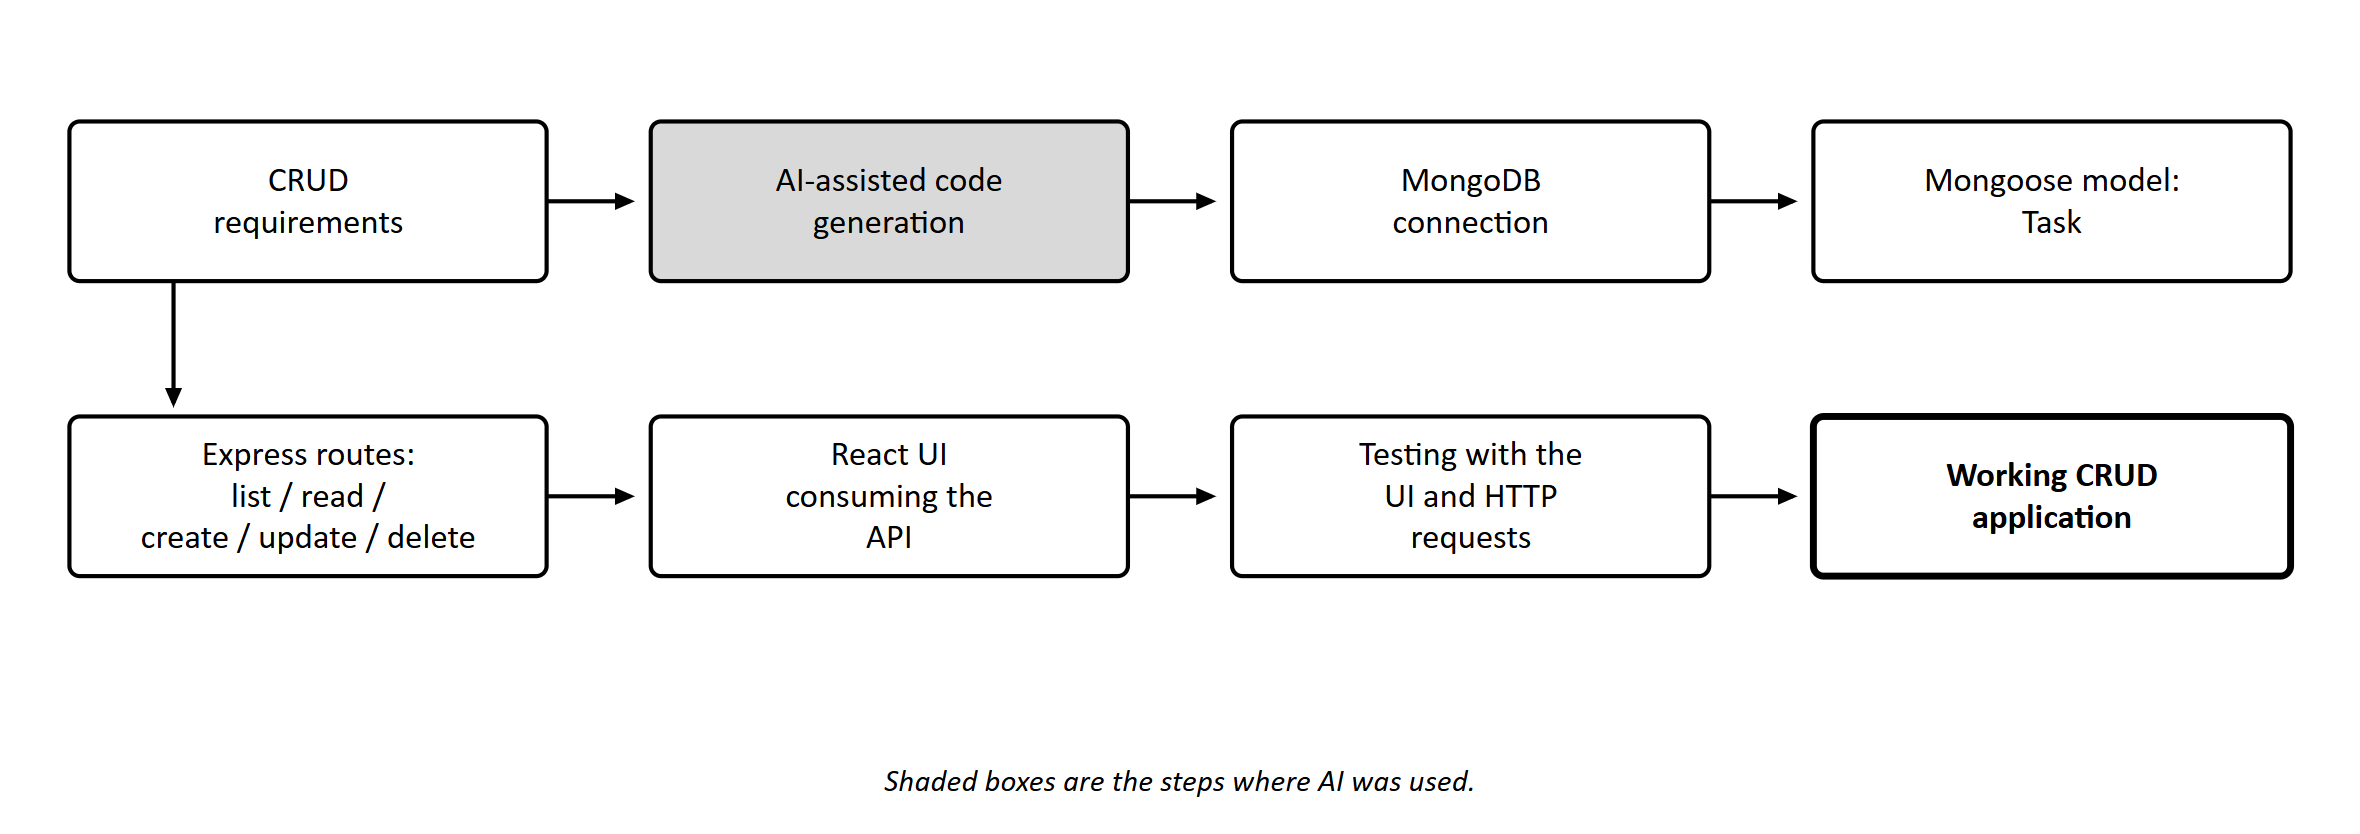 CRUD
requirements
AI-assisted code
generation
MongoDB
connection
Mongoose model:
Task
Express routes:
list / read /
create / update / delete
React UI
consuming the
API
Testing with the
UI and HTTP
requests
Working CRUD
application
Shaded boxes are the steps where AI was used.